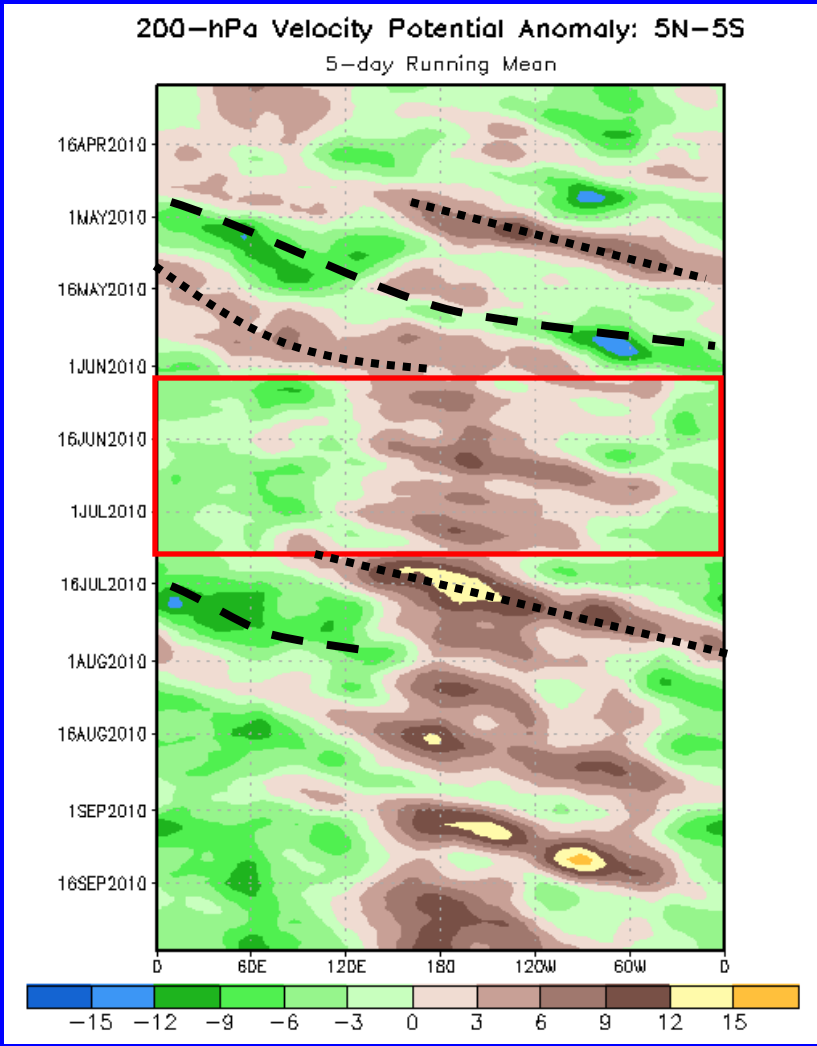 200-hPa Velocity Potential Anomaly: 5N-5S
5-day Running Mean
16APR2010
1MAY2010
16MAY2010
1JUN2010
16JUN2010
1JUL2010
16JUL2010
1AUG2010
16AUG2010
1SEP2010
16SEP2010
0 60E 120E 180 120W 60W 0
-15 -12 -9 -6 -3 0 3 6 9 12 15